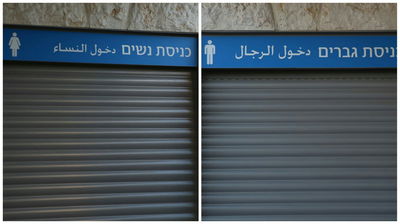 כניסת נשים دخول النساء
כניסת גברים دخول الرجال